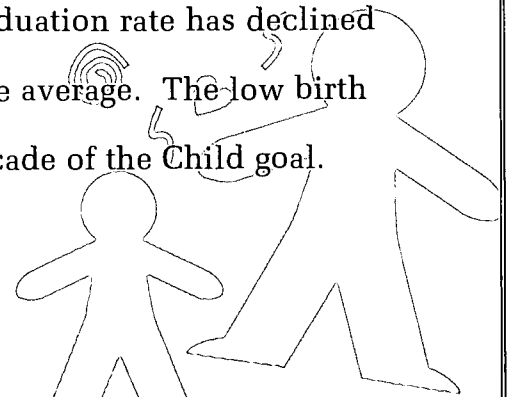 duation rate has declined
e average. The low birth
cade of the Child goal.